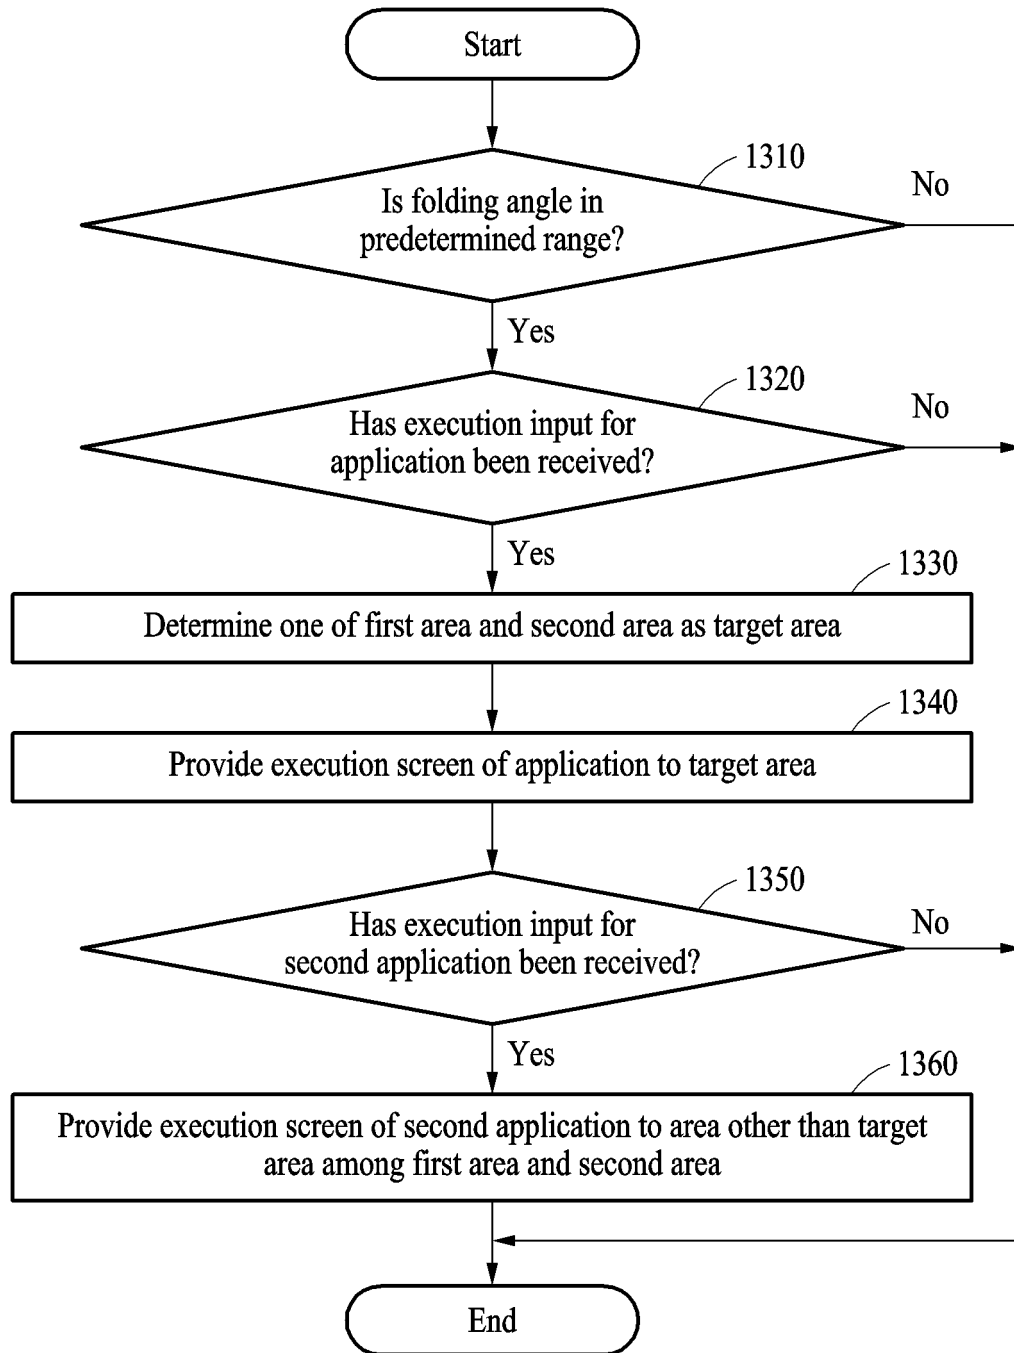 Start
1310
Is folding angle in
predetermined range?
No
Yes
1320
Has execution input for
application been received?
No
Yes
1330
Determine one of first area and second area as target area
1340
Provide execution screen of application to target area
1350
Has execution input for
second application been received?
No
Yes
1360
Provide execution screen of second application to area other than target
area among first area and second area
End